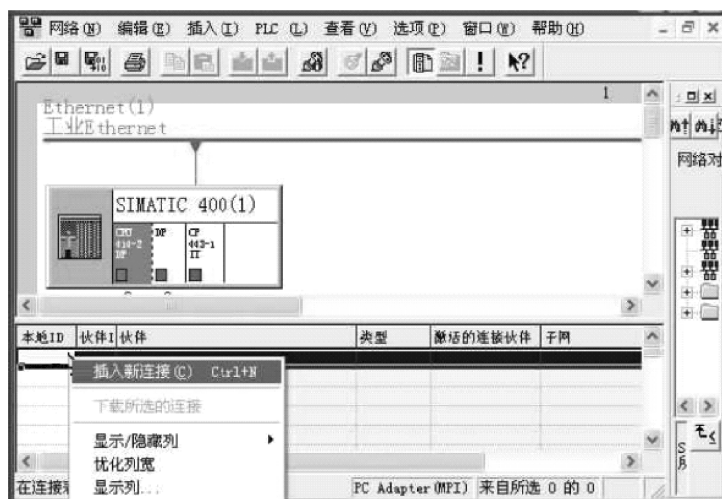 网络(N) 编辑(E) 插入(I) PLC (L) 查看(V) 选项(P) 窗口(W) 帮助(H)
1
Ethernet(1)
工业Ethernet
SIMATIC 400(1)
CPU 414-2 DP
DP
CP 443-1 IT
网络对
本地ID 伙伴I 伙伴 类型 激活的连接伙伴 子网
插入新连接(C) Ctrl+N
下载所选的连接
显示/隐藏列
优化列宽
显示列...
在连接表
PC Adapter(MPI) 来自所选 0 的 0